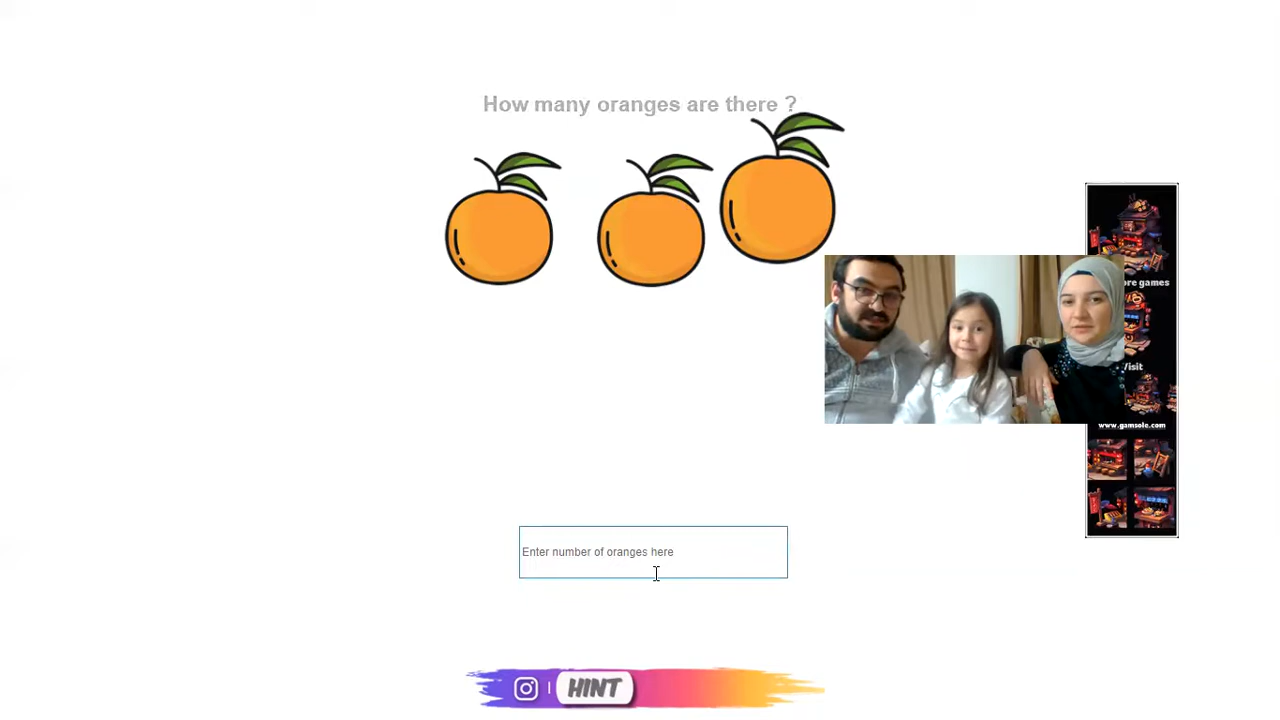 How many oranges are there ?
ore games
Visit
www.gamsole.com
Enter number of oranges here
HINT